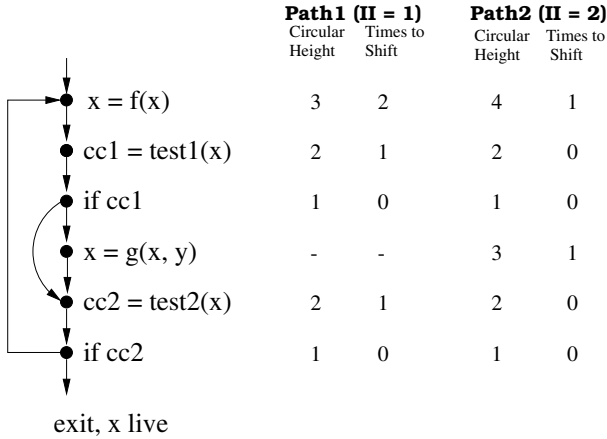 Path1 (II = 1) Path2 (II = 2)
Circular Times to Circular Times to
Height Shift Height Shift
x = f(x) 3 2 4 1
cc1 = test1(x) 2 1 2 0
if cc1 1 0 1 0
x = g(x, y) - - 3 1
cc2 = test2(x) 2 1 2 0
if cc2 1 0 1 0
exit, x live